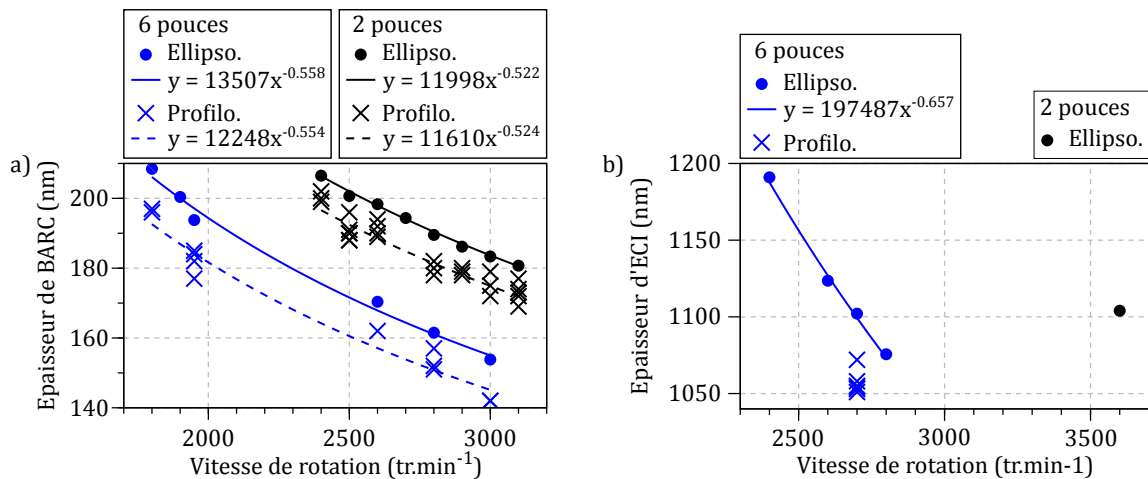 a)
6 pouces
Ellipso.
y = 13507x^-0.558
Profilo.
y = 12248x^-0.554
2 pouces
Ellipso.
y = 11998x^-0.522
Profilo.
y = 11610x^-0.524
Epaisseur de BARC (nm)
200
180
160
140
2000
2500
3000
Vitesse de rotation (tr.min^-1)
b)
6 pouces
Ellipso.
y = 197487x^-0.657
Profilo.
2 pouces
Ellipso.
Epaisseur d'ECI (nm)
1200
1150
1100
1050
2500
3000
3500
Vitesse de rotation (tr.min-1)